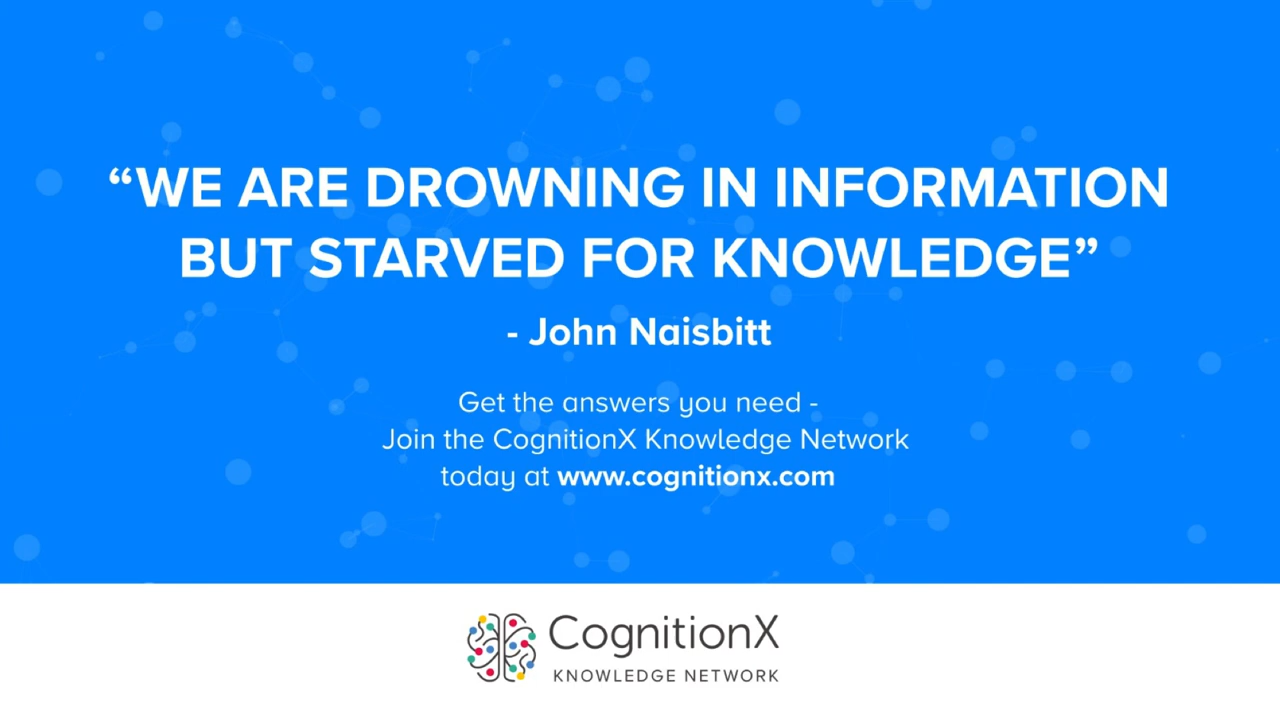 “WE ARE DROWNING IN INFORMATION
BUT STARVED FOR KNOWLEDGE”
- John Naisbitt
Get the answers you need -
Join the CognitionX Knowledge Network
today at www.cognitionx.com
CognitionX
KNOWLEDGE NETWORK